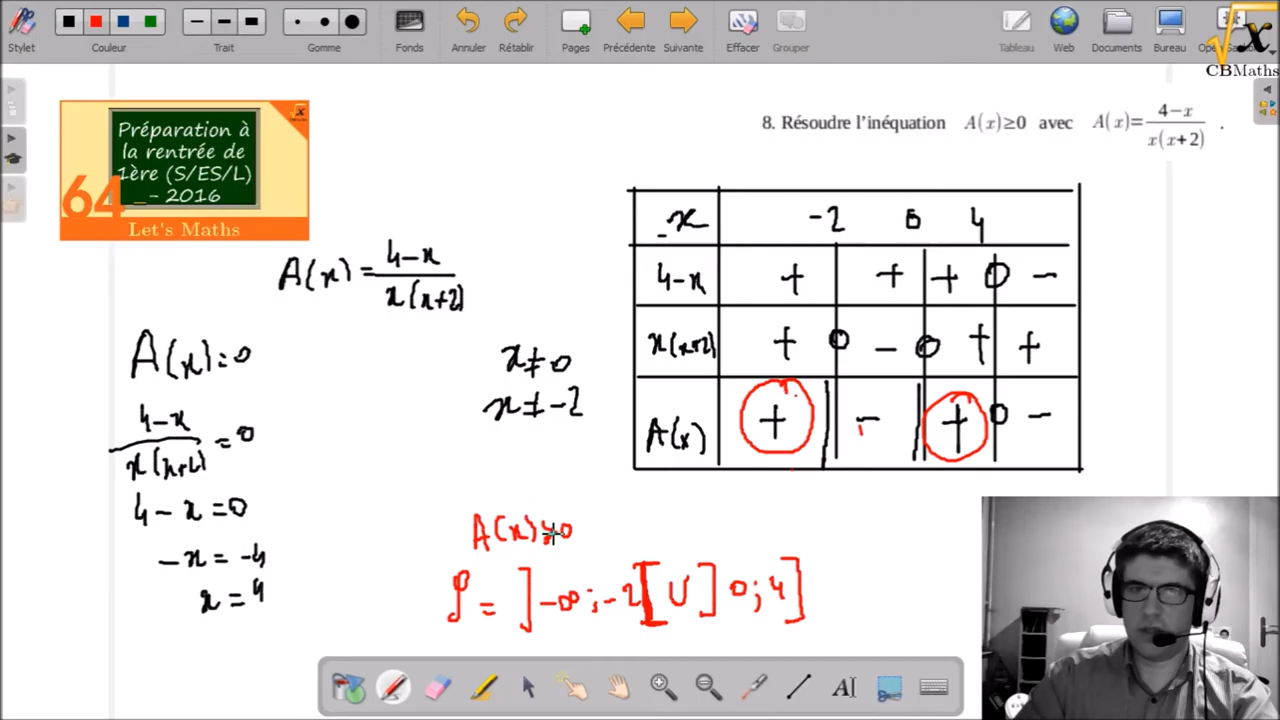 Stylet
Couleur
Trait
Gomme
Fonds
Annuler
Rétablir
Pages
Précédente
Suivante
Effacer
Grouper
Tableau
Web
Documents
Bureau
CBMaths
Préparation à
la rentrée de
1ère (S/ES/L)
_- 2016
64
Let's Maths
8. Résoudre l'inéquation A(x)≥0 avec A(x)=(4−x)/(x(x+2)) .
A(x) = (4-x)/(x(x+2))
A(x)=0
(4-x)/(x(x+2)) = 0
4-x=0
-x = -4
x = 4
x≠0
x≠-2
x -2 0 4
4-x + + + 0 -
x(x+2) + 0 - 0 + +
A(x) + || - || + 0 -
A(x)≥0
S = ]-∞;-2[ U ]0;4]